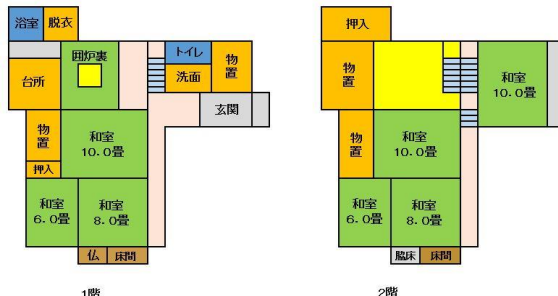 浴室
脱衣
囲炉裏
トイレ
物置
台所
洗面
玄関
物置
和室
10.0畳
押入
和室
6.0畳
和室
8.0畳
仏
床間
1階
押入
物置
和室
10.0畳
物置
和室
10.0畳
和室
6.0畳
和室
8.0畳
脇床
床間
2階